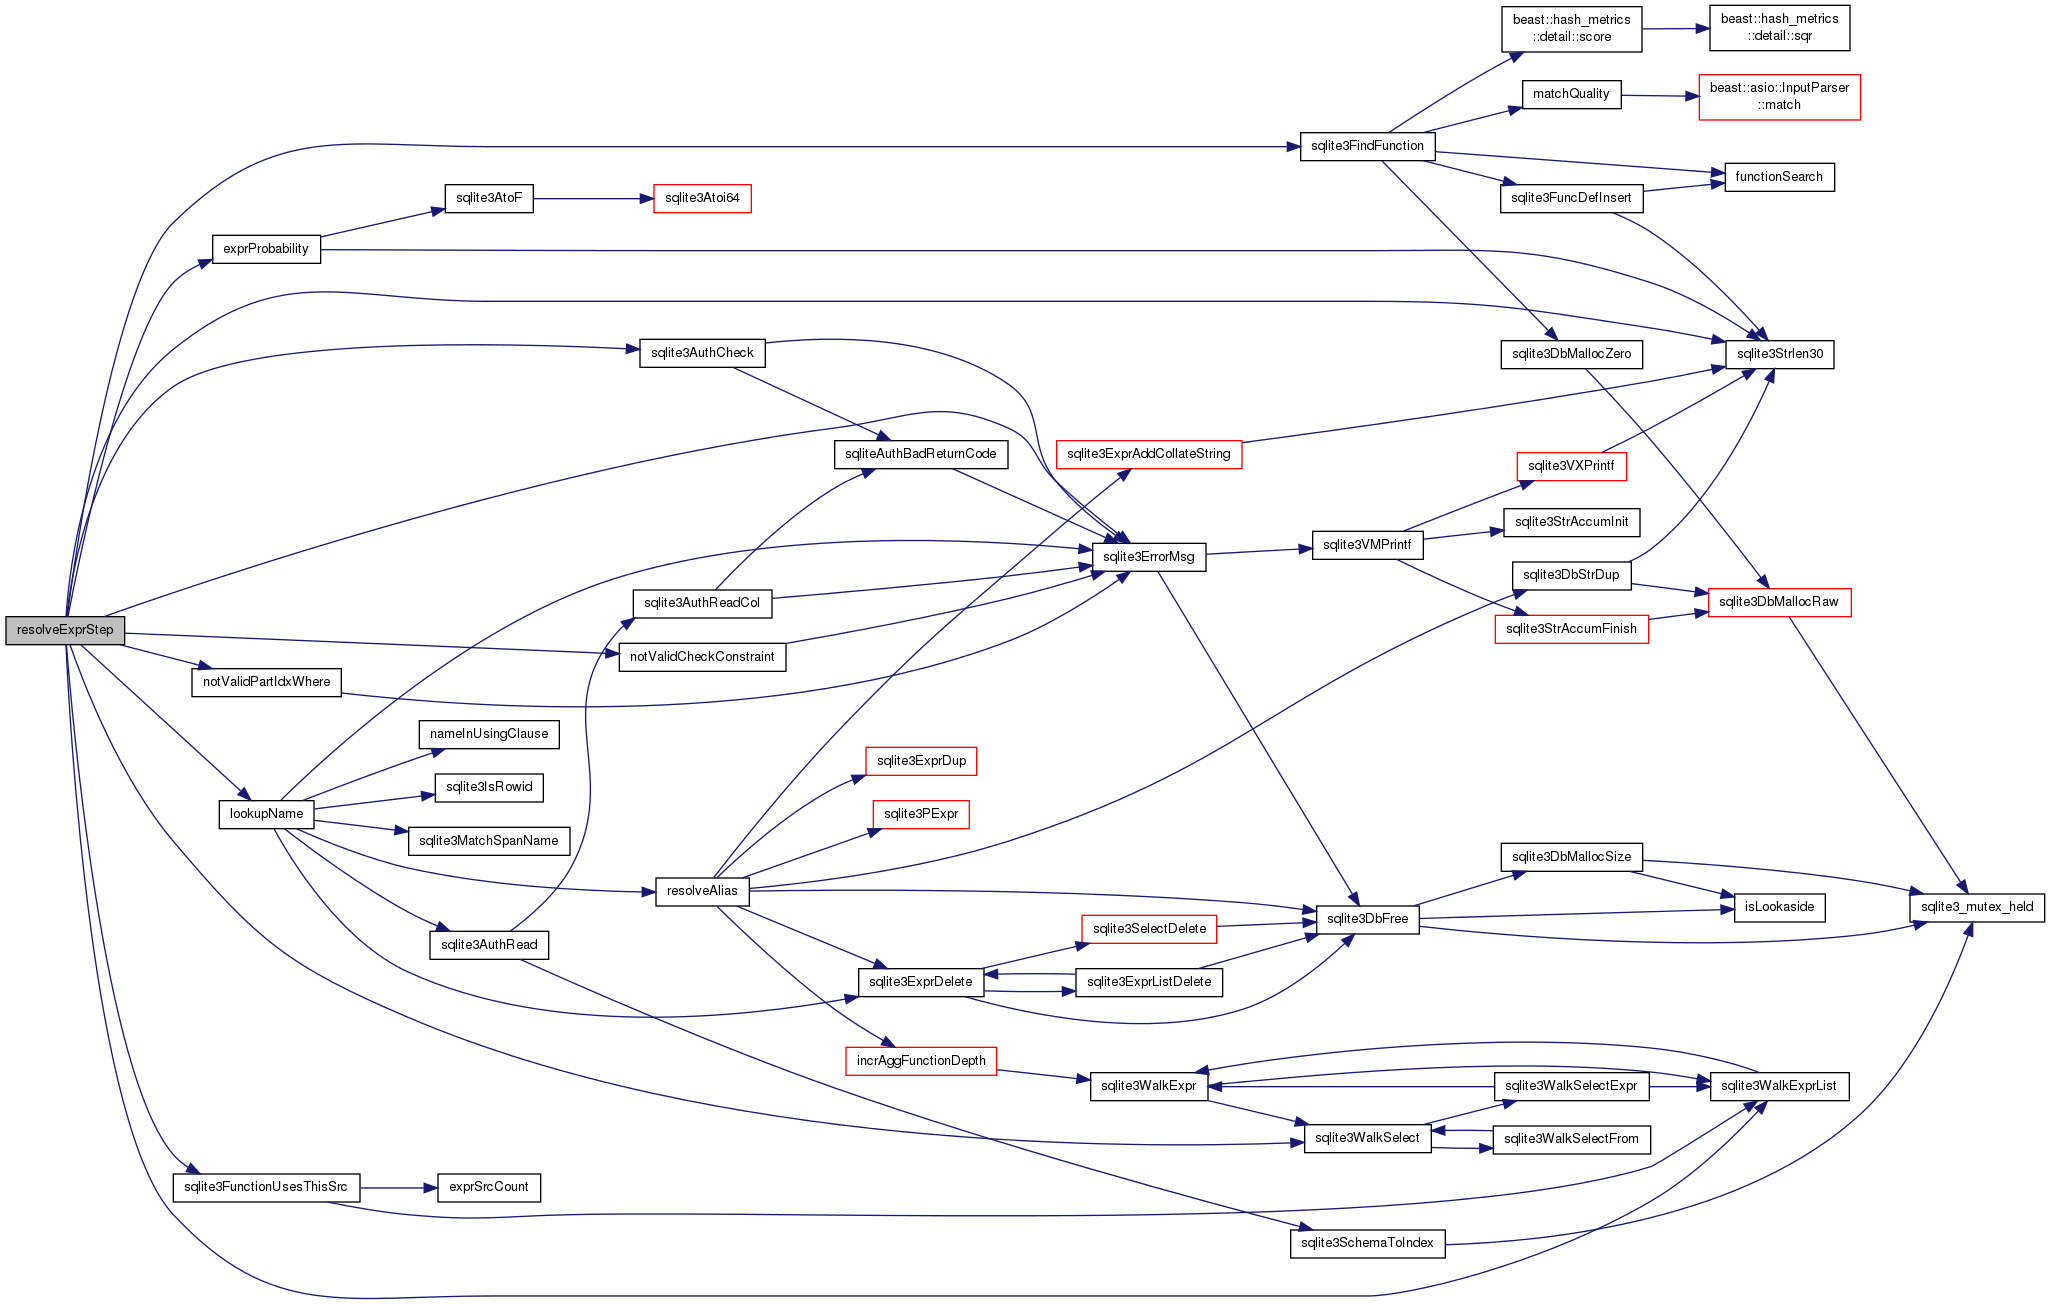 beast::hash_metrics
::detail::score
beast::hash_metrics
::detail::sqr
matchQuality
beast::asio::InputParser
::match
sqlite3FindFunction
functionSearch
sqlite3AtoF
sqlite3Atoi64
sqlite3FuncDefInsert
exprProbability
sqlite3AuthCheck
sqlite3DbMallocZero
sqlite3Strlen30
sqliteAuthBadReturnCode
sqlite3ExprAddCollateString
sqlite3VXPrintf
sqlite3StrAccumInit
sqlite3VMPrintf
sqlite3ErrorMsg
sqlite3DbStrDup
sqlite3AuthReadCol
sqlite3DbMallocRaw
resolveExprStep
sqlite3StrAccumFinish
notValidCheckConstraint
notValidPartIdxWhere
nameInUsingClause
sqlite3ExprDup
sqlite3IsRowid
lookupName
sqlite3PExpr
sqlite3MatchSpanName
sqlite3DbMallocSize
resolveAlias
isLookaside
sqlite3_mutex_held
sqlite3DbFree
sqlite3SelectDelete
sqlite3AuthRead
sqlite3ExprDelete
sqlite3ExprListDelete
incrAggFunctionDepth
sqlite3WalkExpr
sqlite3WalkSelectExpr
sqlite3WalkExprList
sqlite3WalkSelect
sqlite3WalkSelectFrom
sqlite3FunctionUsesThisSrc
exprSrcCount
sqlite3SchemaToIndex